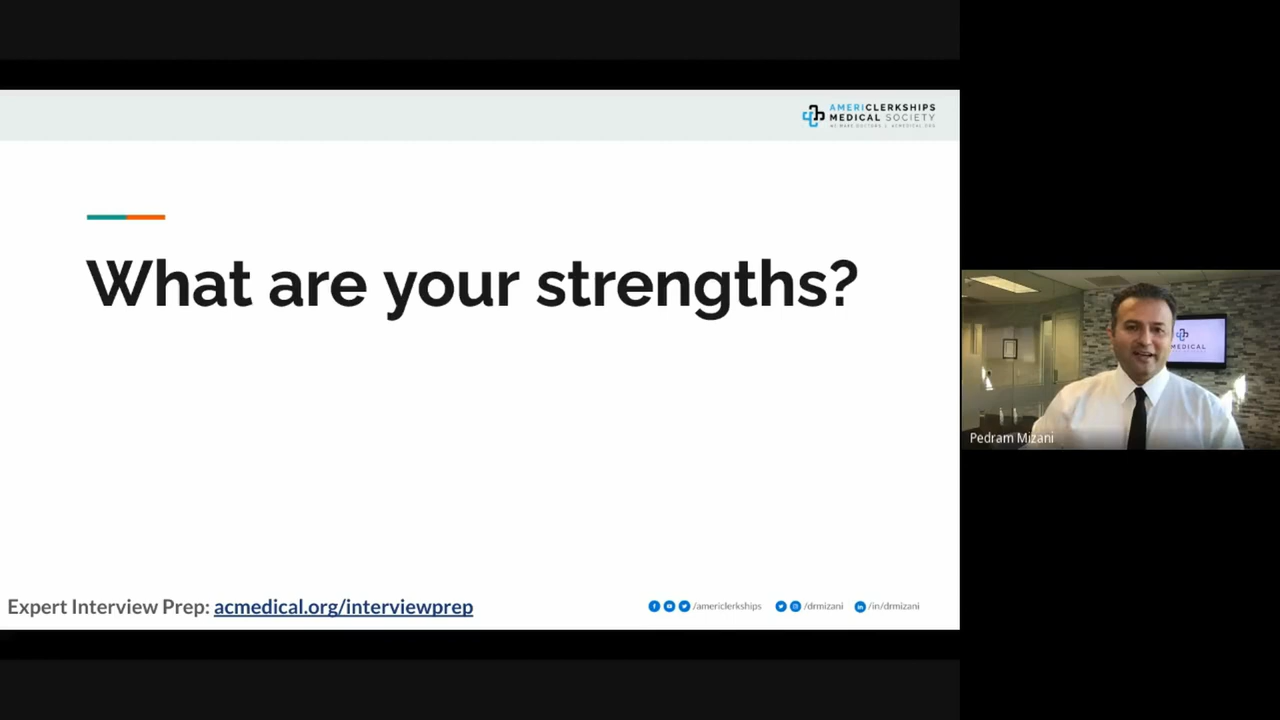 AMERICLERKSHIPS
MEDICAL SOCIETY
What are your strengths?
MEDICAL
Pedram Mizani
Expert Interview Prep: acmedical.org/interviewprep
/americlerkships /drmizani /in/drmizani